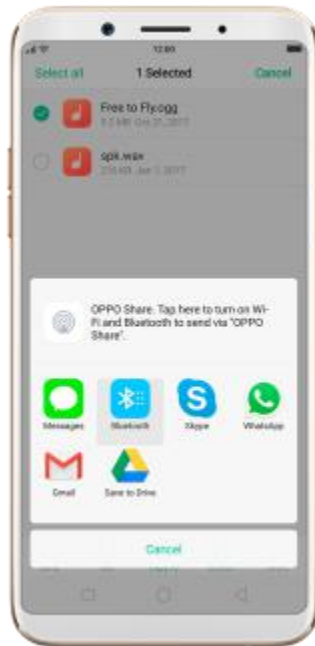 12:00
Select all 1 Selected Cancel
Free to Fly.ogg
spk.wav
OPPO Share. Tap here to turn on Wi-
Fi and Bluetooth to send via "OPPO
Share".
Messages Bluetooth Skype WhatsApp
Gmail Save to Drive
Cancel